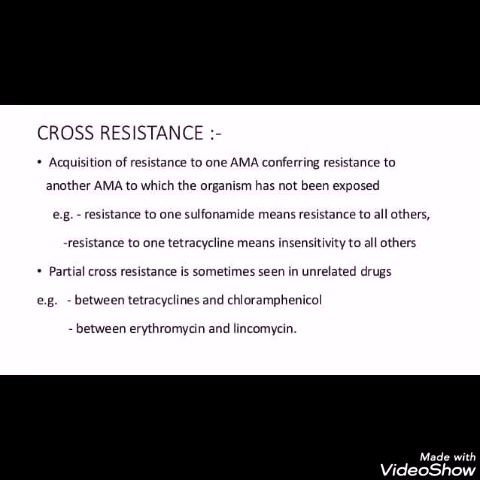 CROSS RESISTANCE :-
• Acquisition of resistance to one AMA conferring resistance to
another AMA to which the organism has not been exposed
e.g. - resistance to one sulfonamide means resistance to all others,
-resistance to one tetracycline means insensitivity to all others
• Partial cross resistance is sometimes seen in unrelated drugs
e.g. - between tetracyclines and chloramphenicol
- between erythromycin and lincomycin.
Made with
VideoShow